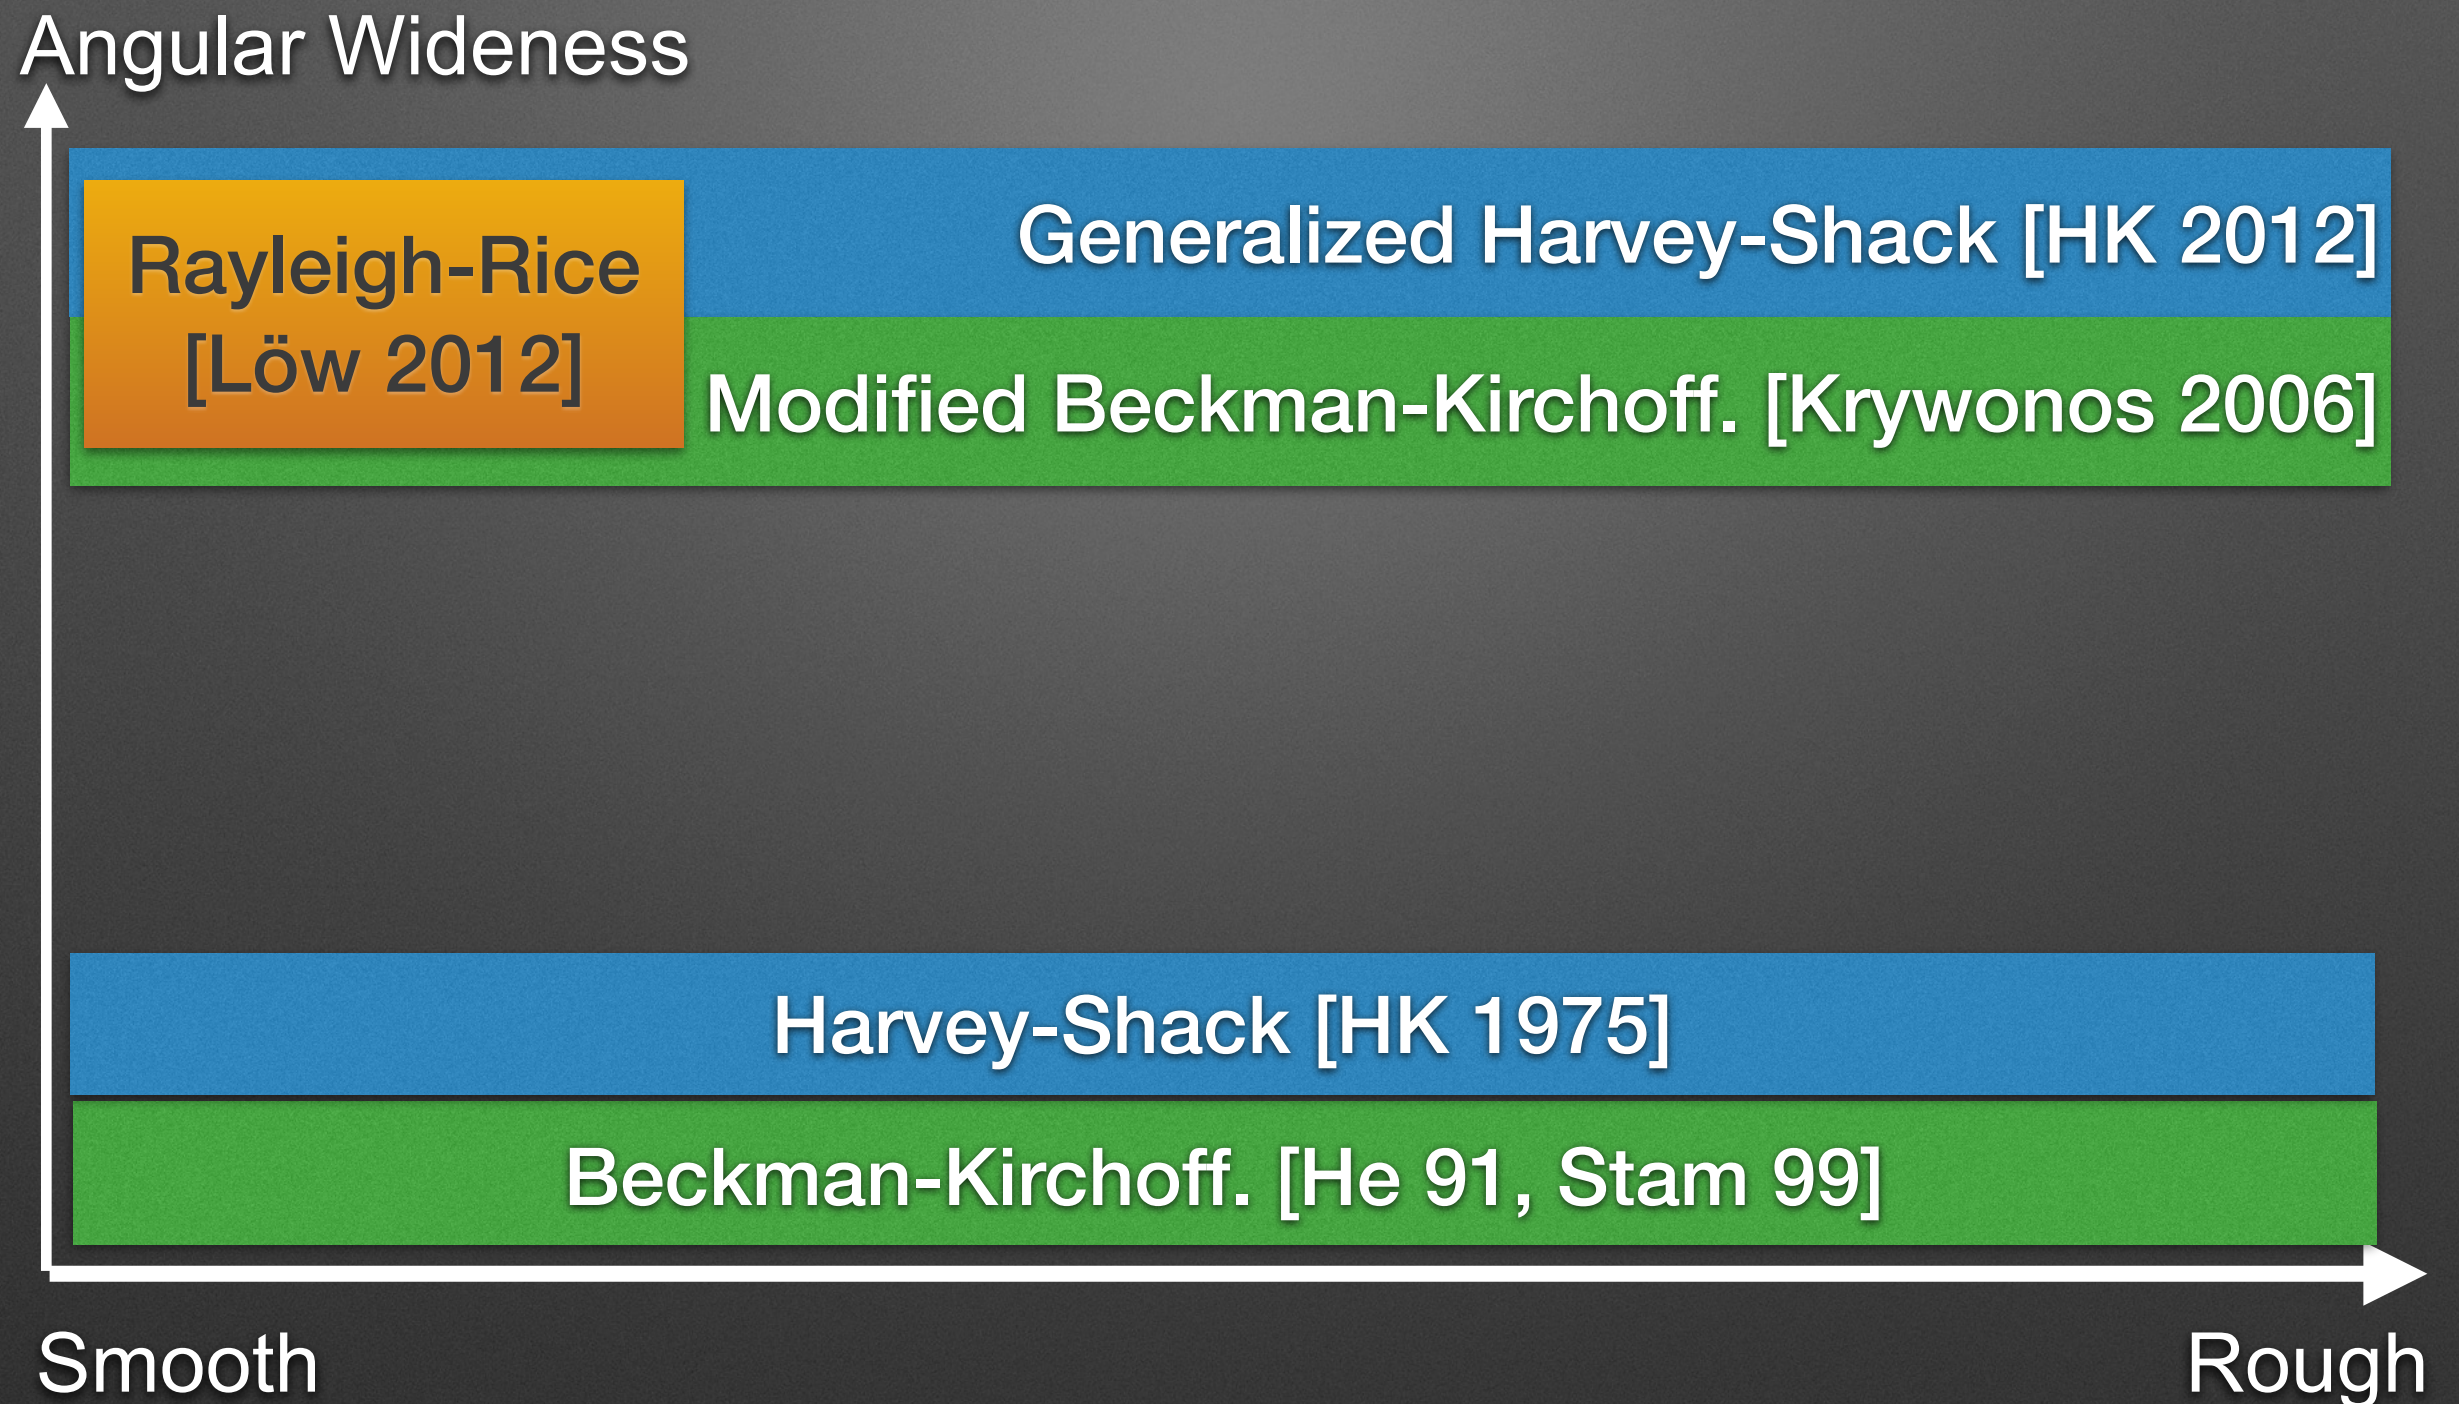 Angular Wideness
Generalized Harvey-Shack [HK 2012]
Rayleigh-Rice
[Löw 2012]
Modified Beckman-Kirchoff. [Krywonos 2006]
Harvey-Shack [HK 1975]
Beckman-Kirchoff. [He 91, Stam 99]
Smooth
Rough